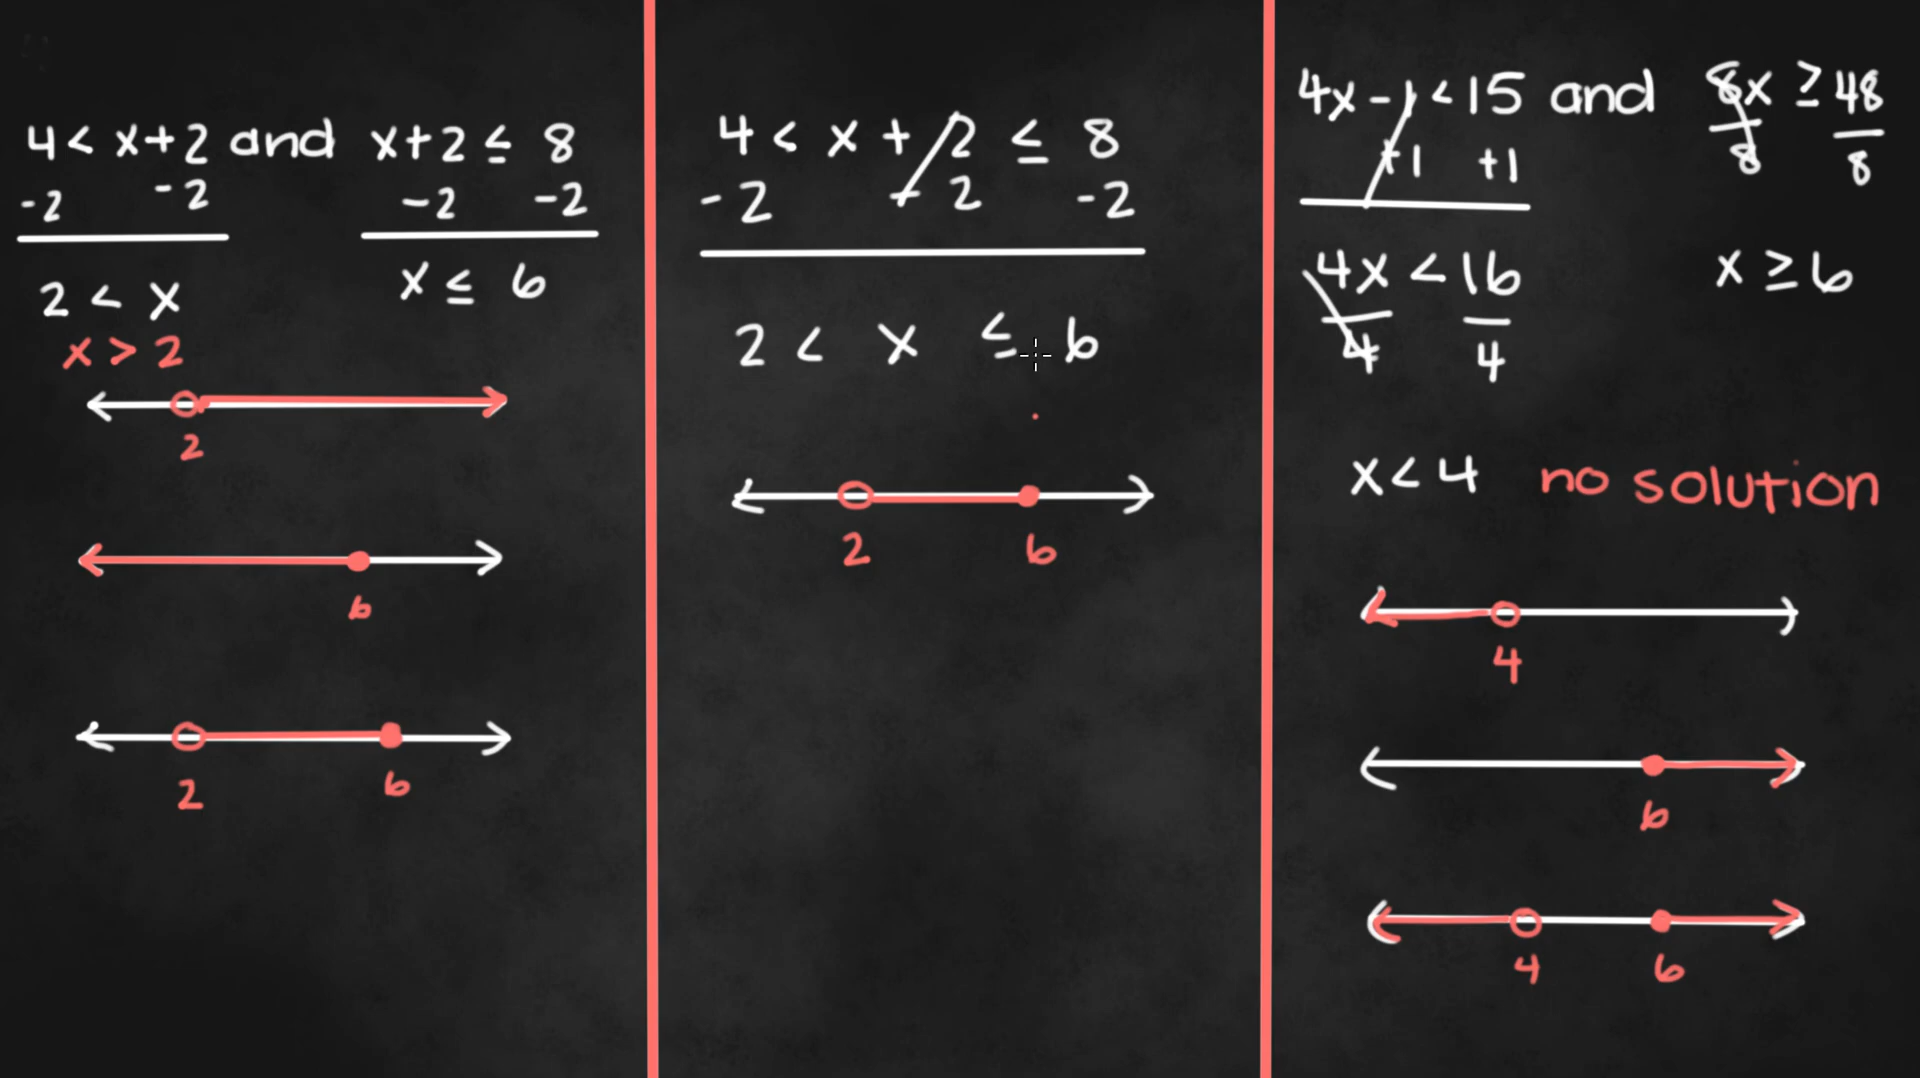 4 < x+2 and x+2 ≤ 8
-2 -2 -2 -2
2 < x x ≤ 6
x > 2
2
6
2 6
4 < x + 2 ≤ 8
-2 -2 -2
2 < x ≤ 6
2 6
4x - 1 < 15 and 8x ≥ 48
+1 +1 8 8
4x < 16 x ≥ 6
4 4
x < 4 no solution
4
6
4 6